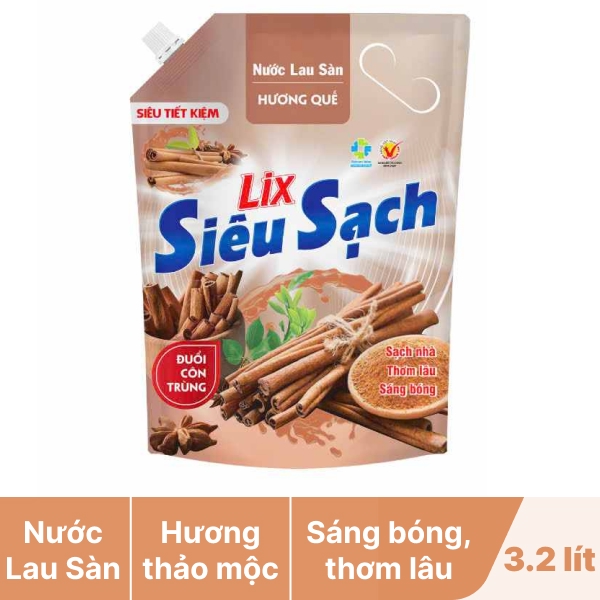 Nước Lau Sàn
HƯƠNG QUẾ
SIÊU TIẾT KIỆM
LIX
Siêu Sạch
ĐUỔI
CÔN
TRÙNG
Sạch nhà
Thơm lâu
Sáng bóng
Nước
Lau Sàn
Hương
thảo mộc
Sáng bóng,
thơm lâu
3.2 lít